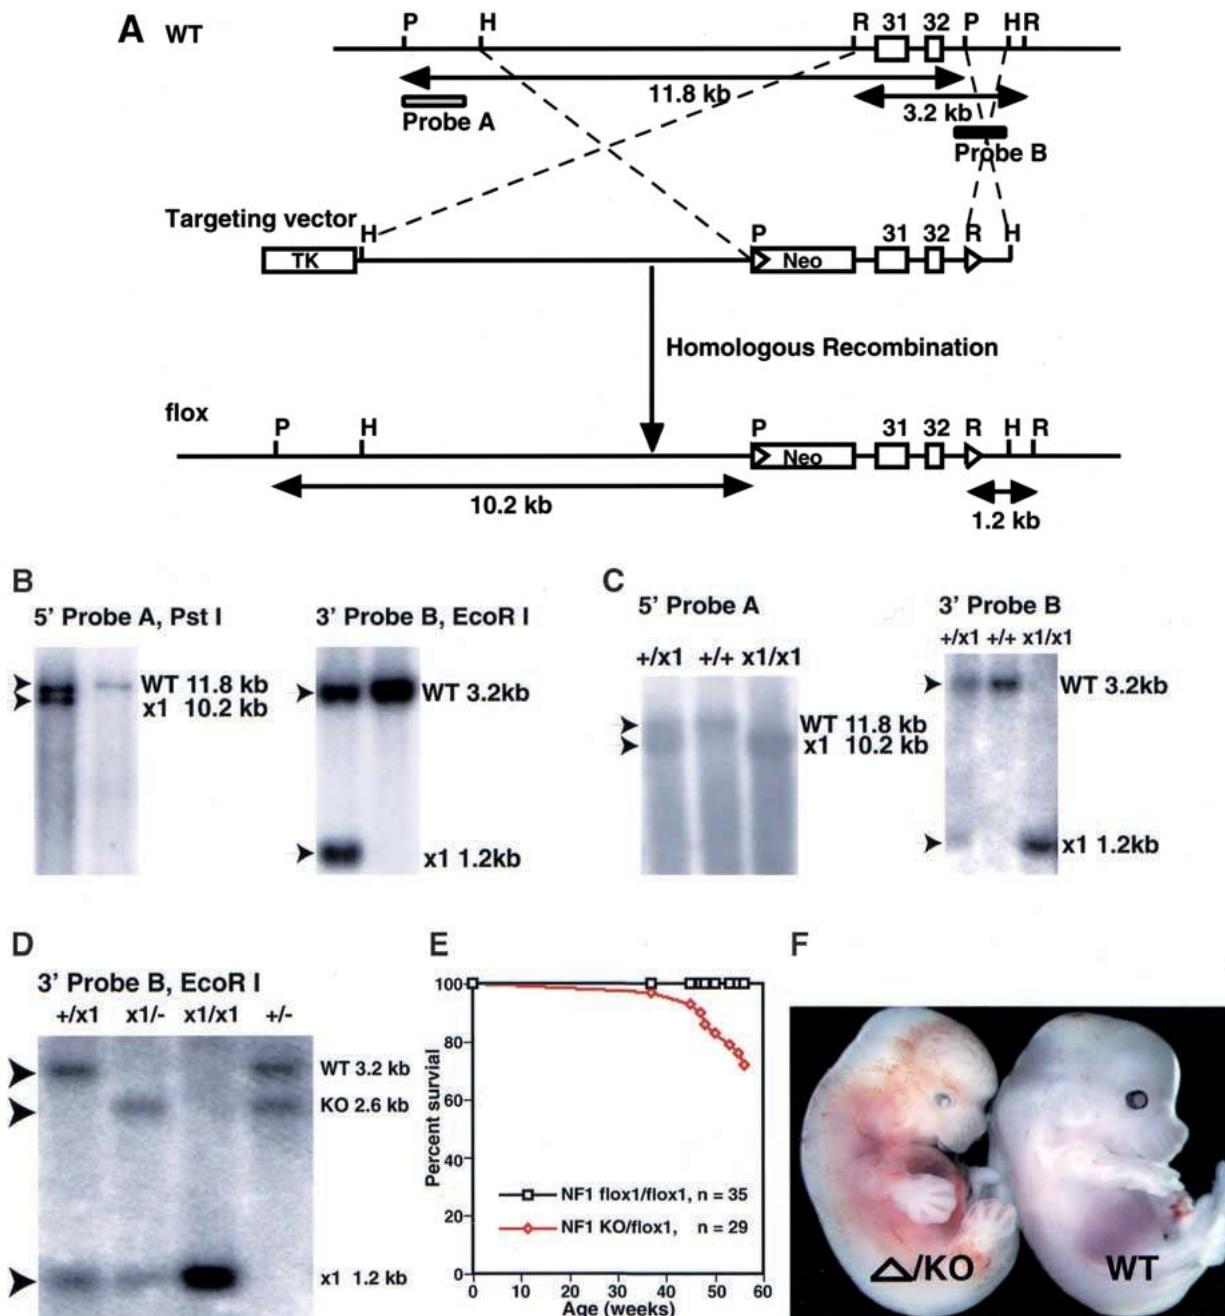 A WT
P H R 31 32 P H R
11.8 kb
3.2 kb
Probe A
Probe B
Targeting vector
H P 31 32 R H
TK Neo
Homologous Recombination
flox
P H P 31 32 R H R
Neo
10.2 kb
1.2 kb
B
5' Probe A, Pst I
WT 11.8 kb
x1 10.2 kb
3' Probe B, EcoR I
WT 3.2kb
x1 1.2kb
C
5' Probe A
+/x1 +/+ x1/x1
WT 11.8 kb
x1 10.2 kb
3' Probe B
+/x1 +/+ x1/x1
WT 3.2kb
x1 1.2kb
D
3' Probe B, EcoR I
+/x1 x1/- x1/x1 +/-
WT 3.2 kb
KO 2.6 kb
x1 1.2 kb
E
Percent survial
100
80
60
40
20
0
NF1 flox1/flox1, n = 35
NF1 KO/flox1, n = 29
0 10 20 30 40 50 60
Age (weeks)
F
△/KO WT